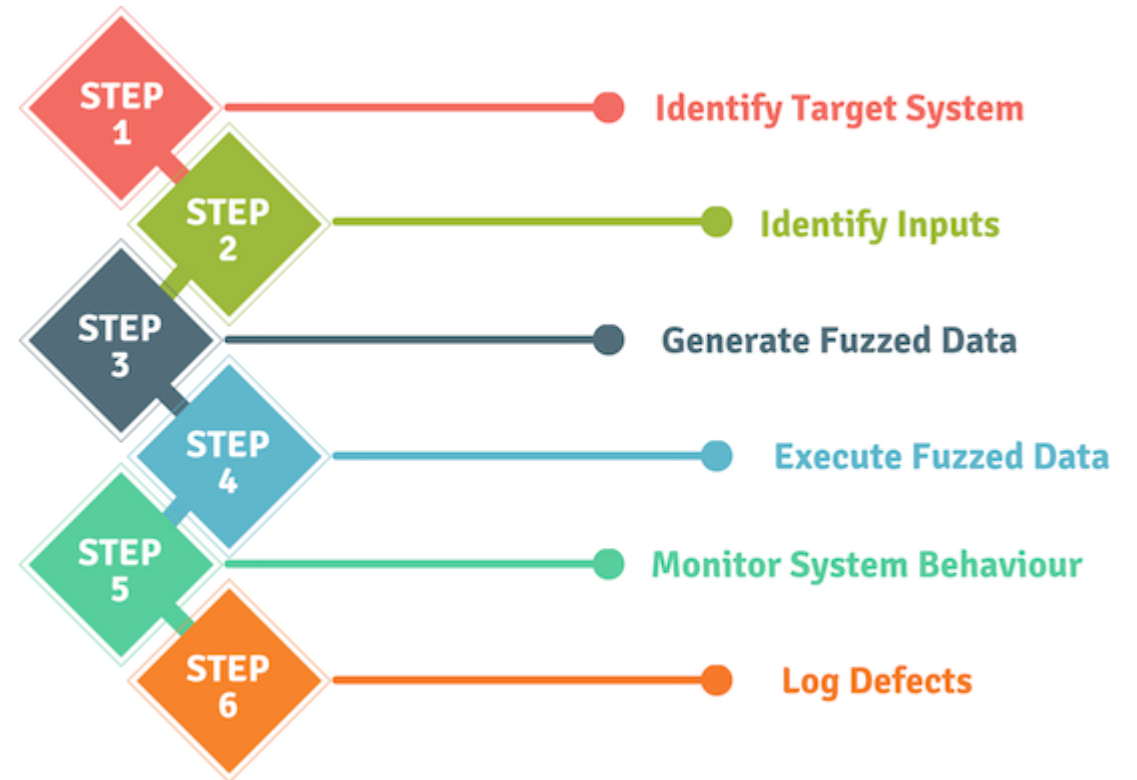 STEP
1
Identify Target System
STEP
2
Identify Inputs
STEP
3
Generate Fuzzed Data
STEP
4
Execute Fuzzed Data
STEP
5
Monitor System Behaviour
STEP
6
Log Defects